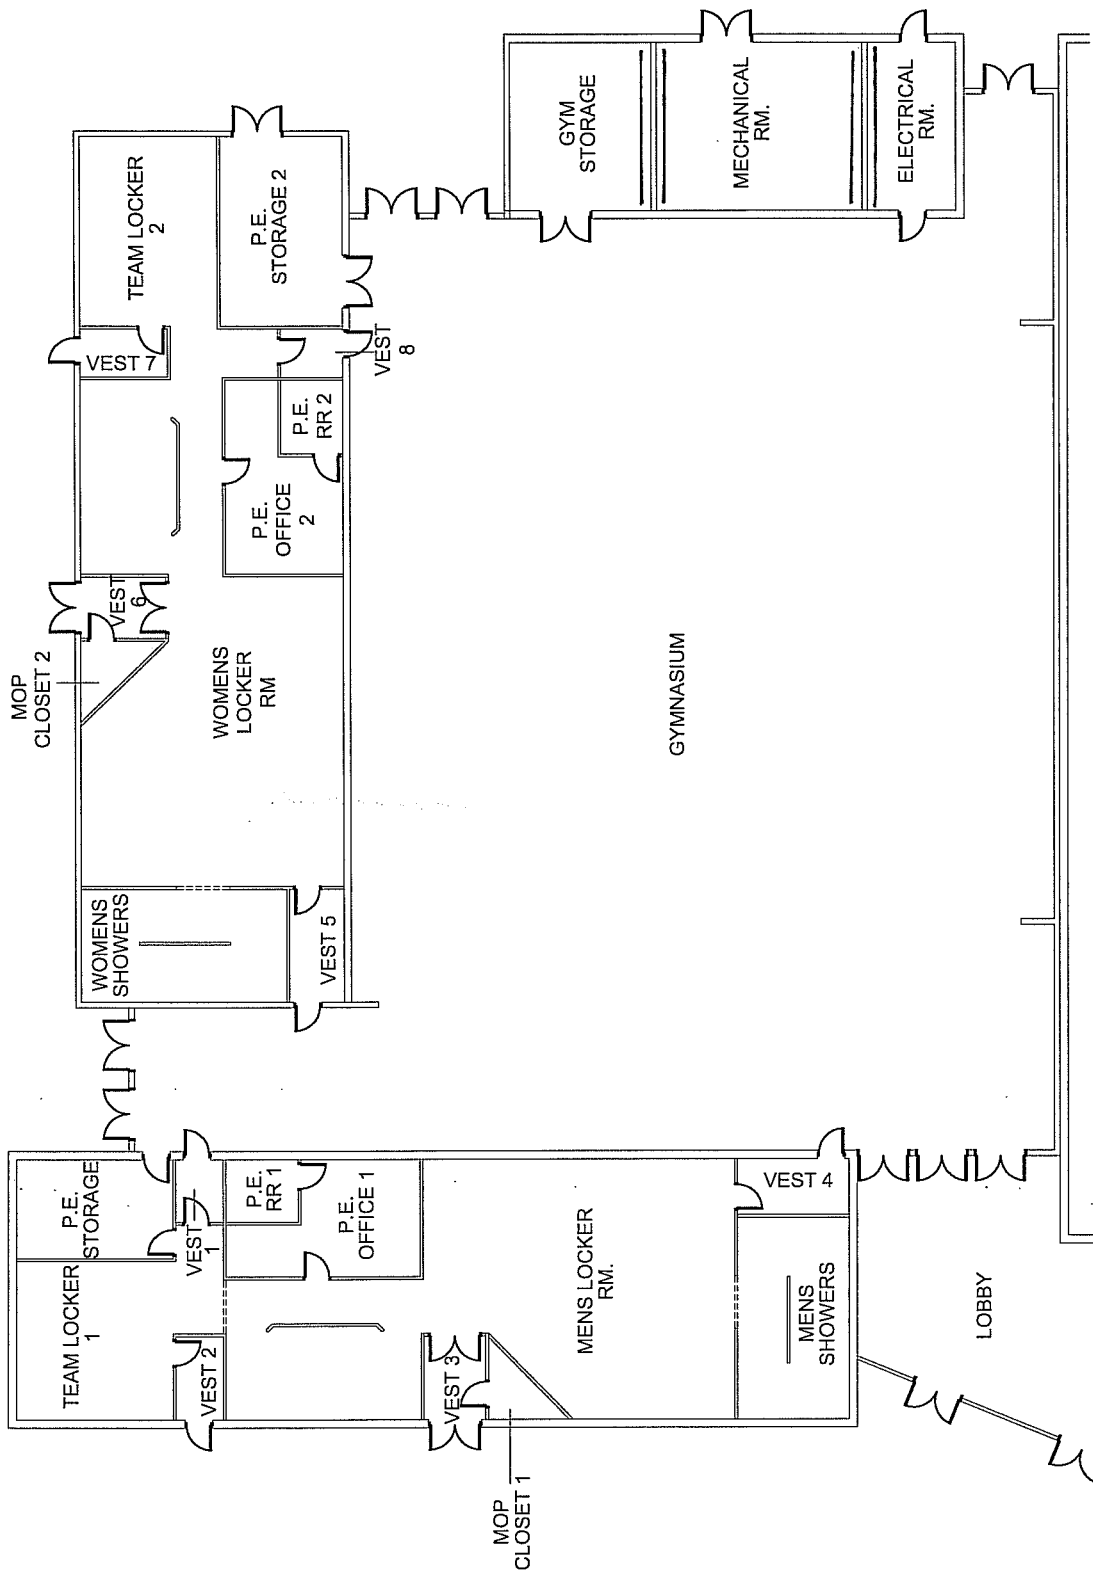 MOP
CLOSET 2
TEAM LOCKER
2
P.E.
STORAGE 2
VEST 7
VEST
8
P.E.
RR 2
P.E.
OFFICE
2
VEST
6
WOMENS
LOCKER
RM
WOMENS
SHOWERS
VEST 5
GYM
STORAGE
MECHANICAL
RM.
ELECTRICAL
RM.
GYMNASIUM
P.E.
STORAGE
TEAM LOCKER
1
VEST
1
VEST 2
P.E.
RR 1
P.E.
OFFICE 1
VEST 3
MOP
CLOSET 1
MENS LOCKER
RM.
VEST 4
MENS
SHOWERS
LOBBY